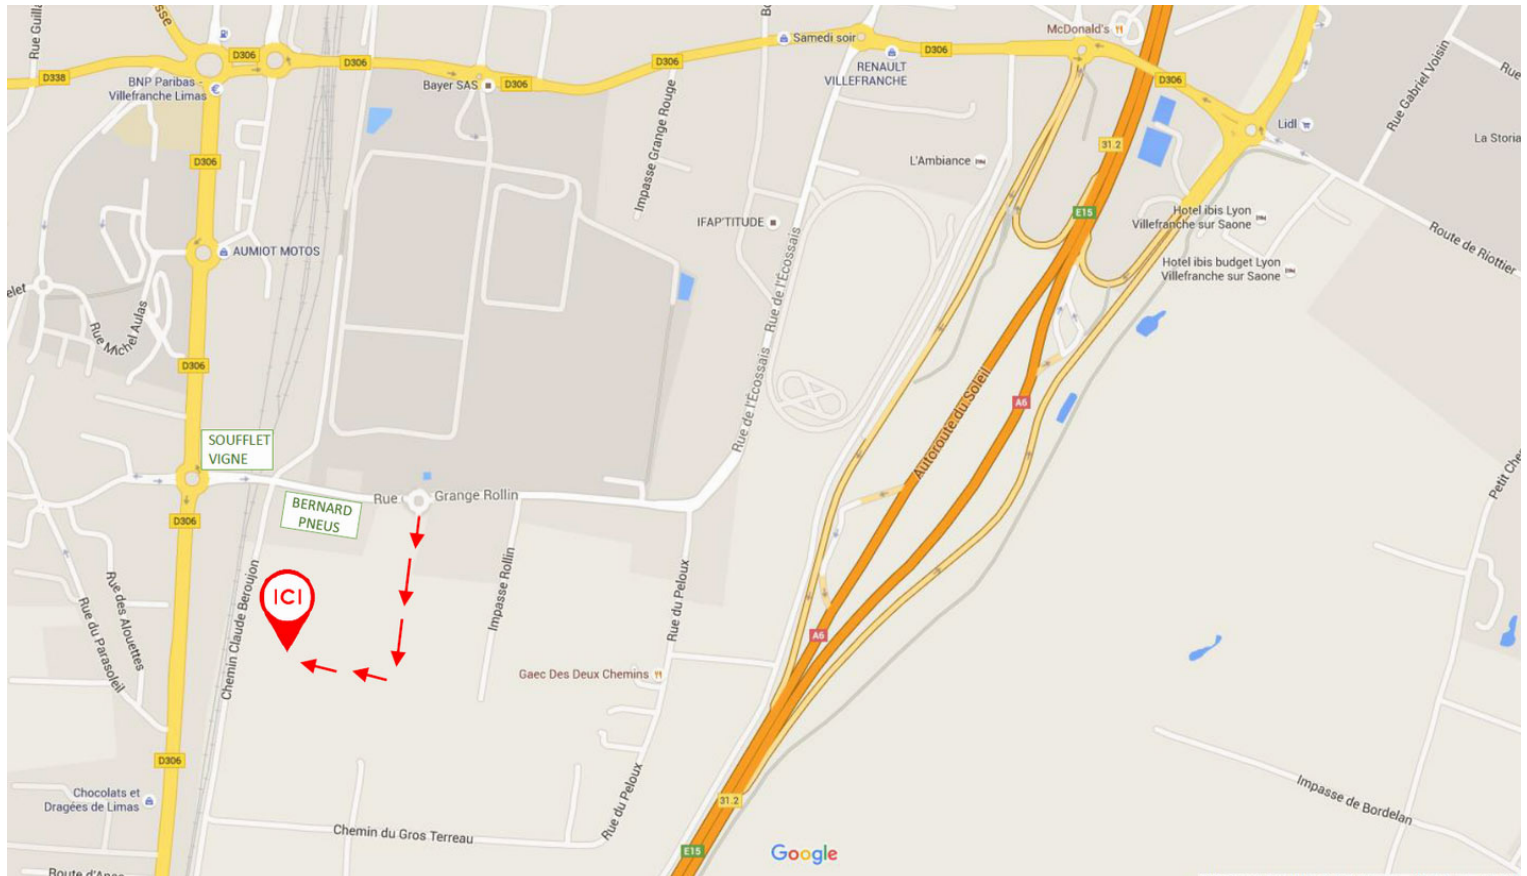 Rue Guilla
esse
D338
D306
D306
BNP Paribas -
Villefranche Limas
D306
Bayer SAS
D306
D306
Samedi soir
RENAULT
VILLEFRANCHE
D306
McDonald's
D306
Rue Gabriel Voisin
Rue
Lidl
La Storia
31.2
Impasse Grange Rouge
L'Ambiance
D306
IFAP'TITUDE
E15
Hotel ibis Lyon
Villefranche sur Saone
Route de Riottier
Hotel ibis budget Lyon
Villefranche sur Saone
AUMIOT MOTOS
elet
Rue Michel Aulas
Rue de l'Écossais
Rue de l'Écossais
D306
Autoroute du Soleil
A6
SOUFFLET
VIGNE
BERNARD
PNEUS
Rue
Grange Rollin
D306
Petit Che
Chemin Claude Beroujon
ICI
Impasse Rollin
Rue du Peloux
Rue des Alouettes
Rue du Parasoleil
A6
Gaec Des Deux Chemins
D306
Chocolats et
Dragées de Limas
Rue du Peloux
31.2
Impasse de Bordelan
Chemin du Gros Terreau
E15
Google